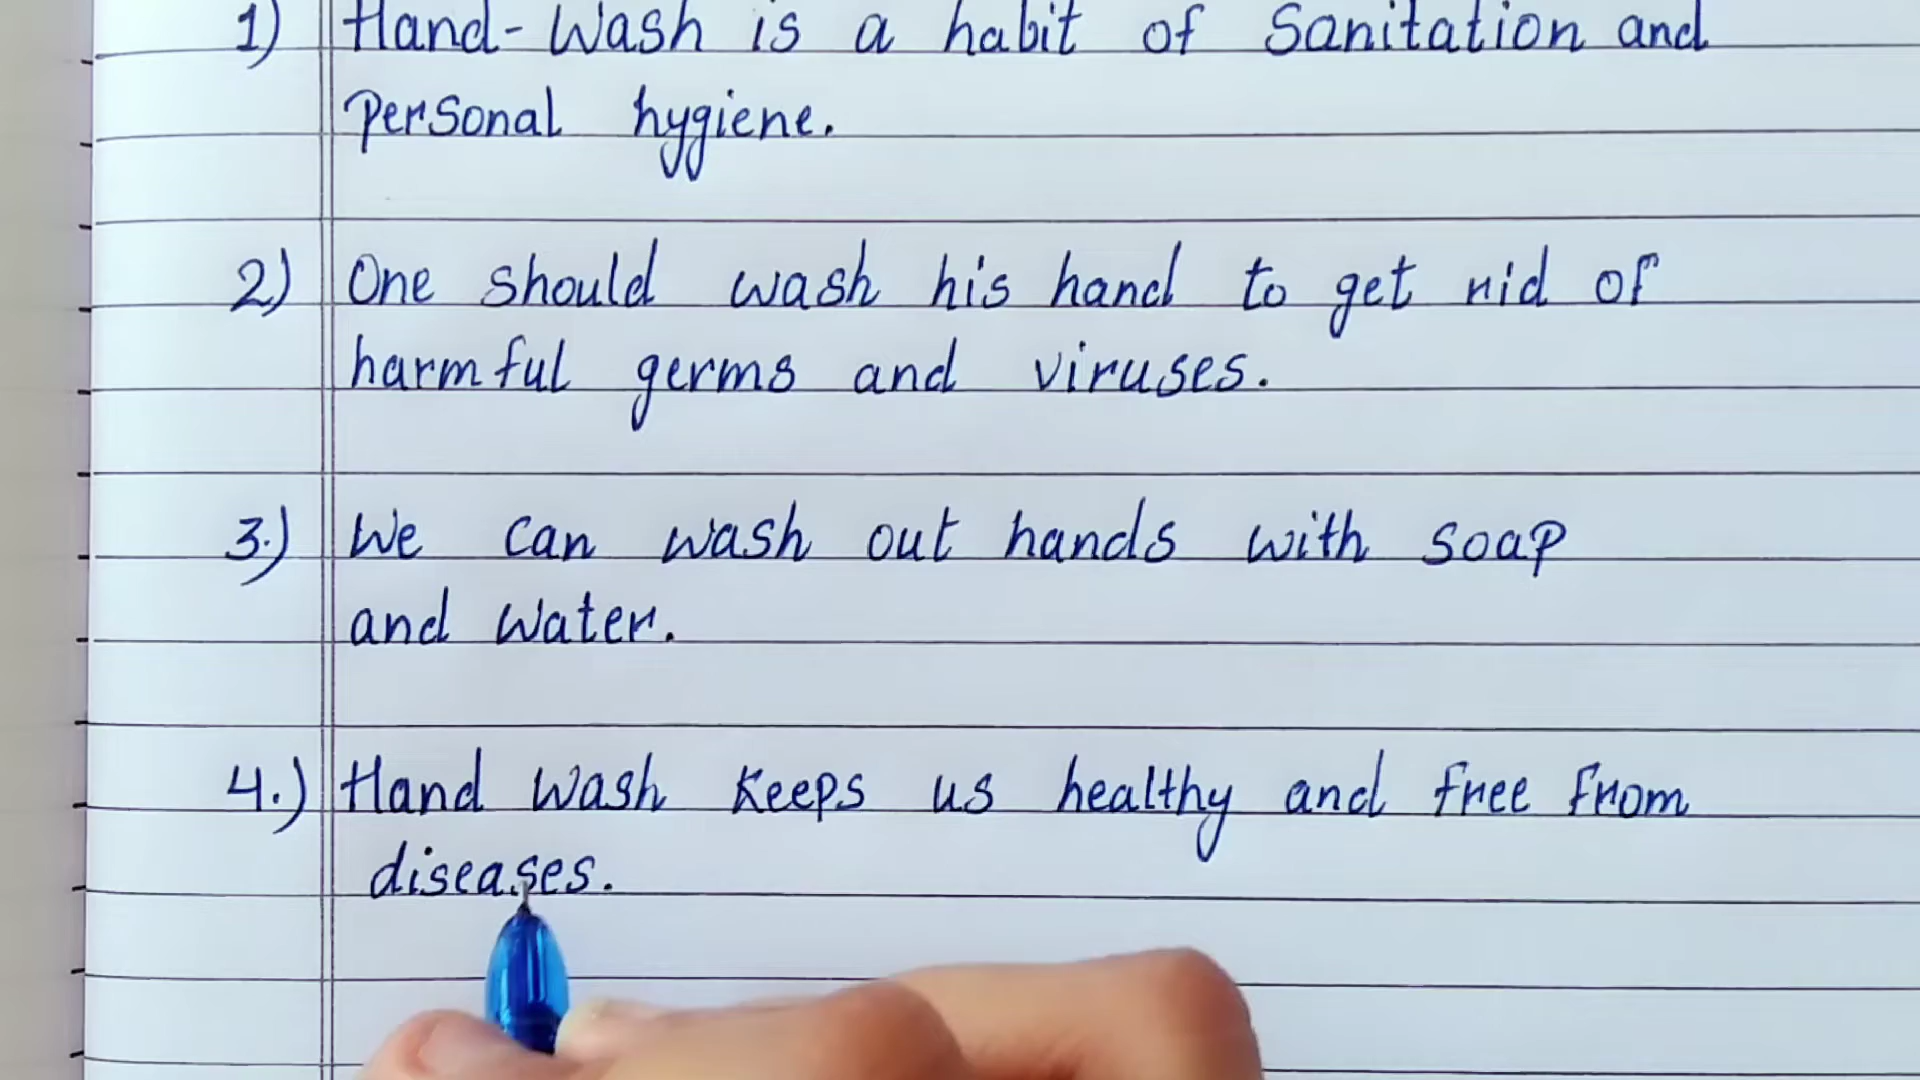 1) Hand-Wash is a habit of Sanitation and
Personal hygiene.
2) One should wash his hand to get rid of
harmful germs and viruses.
3.) We can wash out hands with soap
and water.
4.) Hand wash keeps us healthy and free from
diseases.